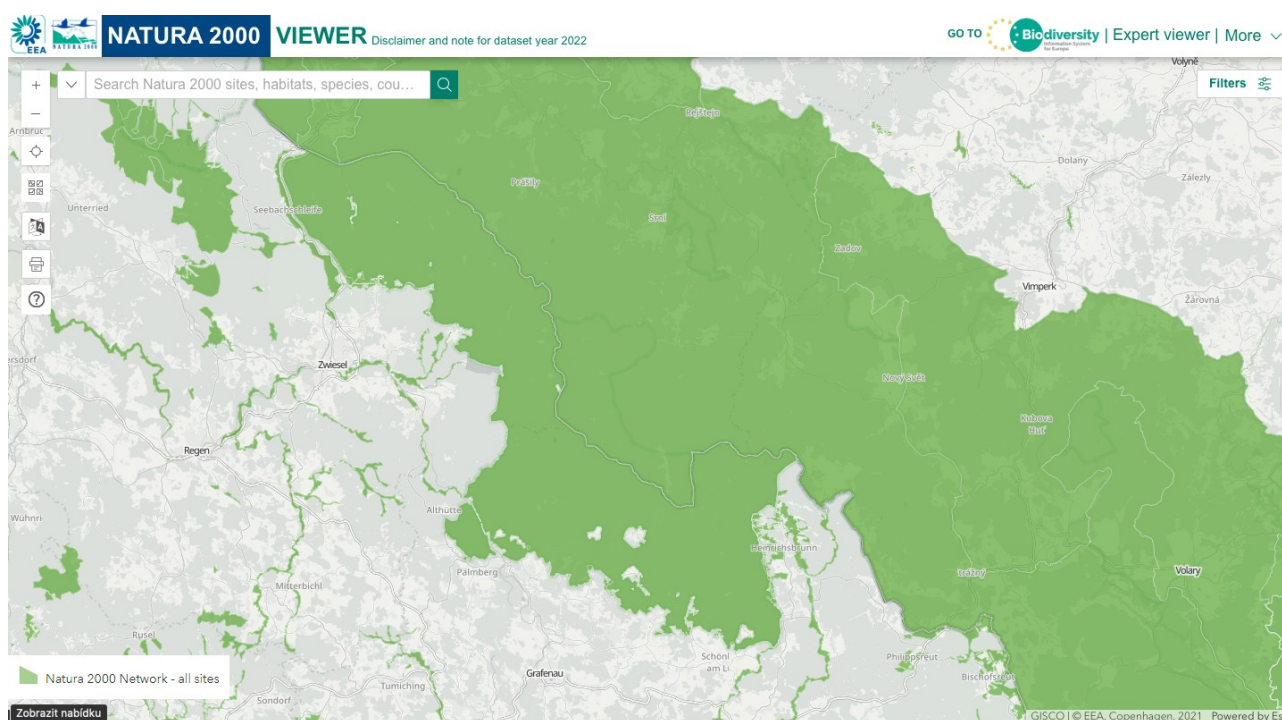 EEA
NATURA 2000
NATURA 2000 VIEWER Disclaimer and note for dataset year 2022
GO TO Biodiversity | Expert viewer | More
Information System
for Europe
Search Natura 2000 sites, habitats, species, cou…
Filters
Volyně
Arnbruc
Rejštejn
Dolany
Prášily
Zálezly
Unterried
Seebachschleife
Srní
Zadov
Vimperk
Žárovná
ersdorf
Zwiesel
Nový Svět
Kubova
Huť
Regen
Althütte
Wühnri
Heinrichsbrunn
Palmberg
trážný
Volary
Mitterbichl
Rusel
Schönl
am Li
Philippsreut
Grafenau
Bischofsreut
Natura 2000 Network - all sites
Tumiching
Sondorf
Zobrazit nabídku
GISCO | © EEA, Copenhagen, 2021 Powered by Es